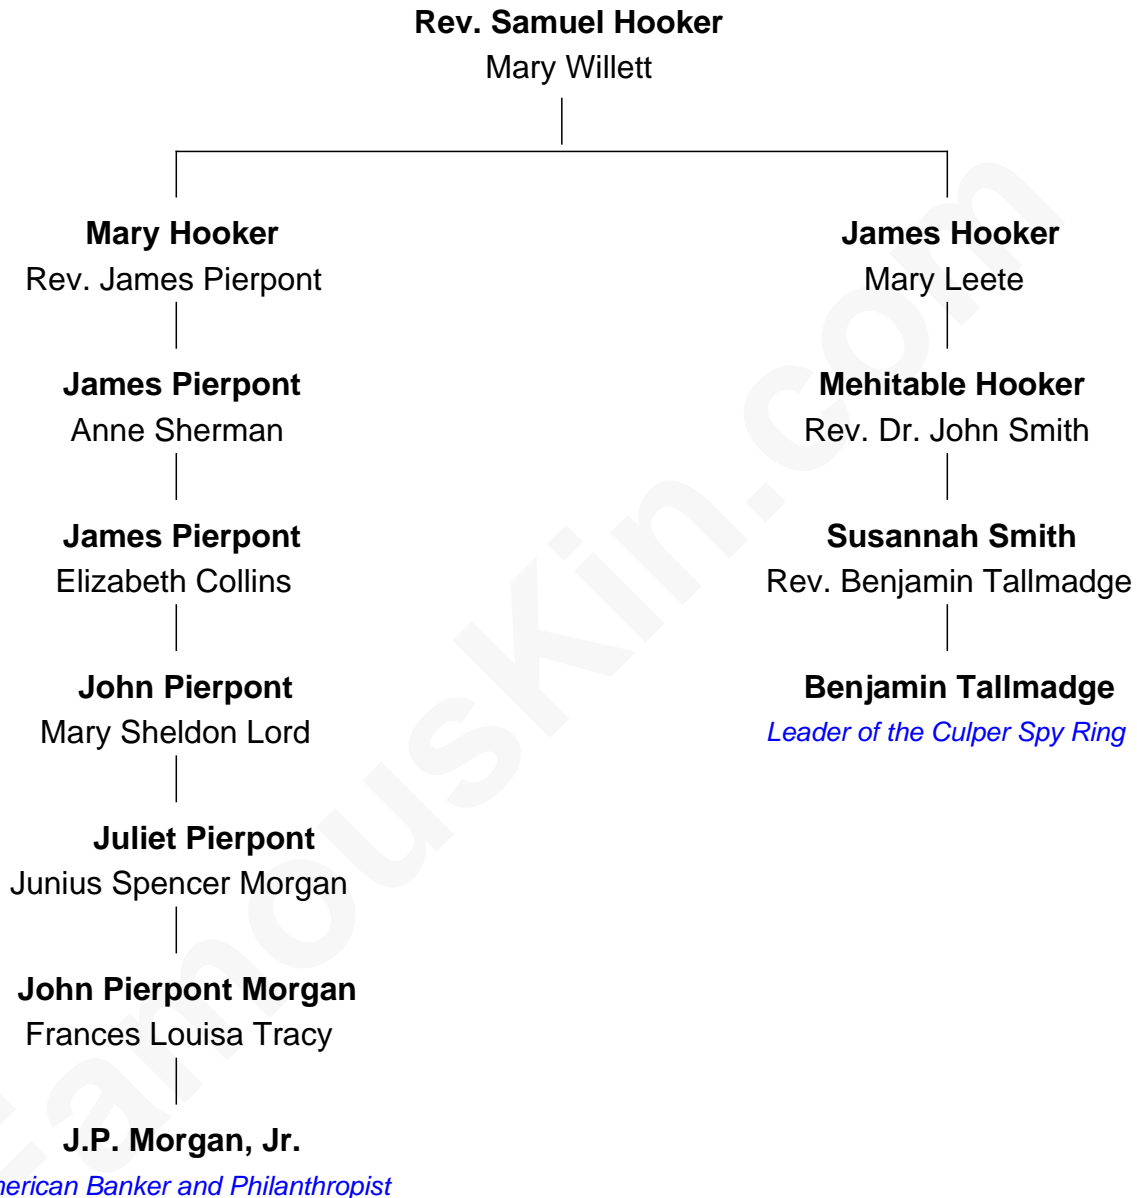 Rev. Samuel Hooker
Mary Willett
Mary Hooker
Rev. James Pierpont
James Pierpont
Anne Sherman
James Pierpont
Elizabeth Collins
John Pierpont
Mary Sheldon Lord
Juliet Pierpont
Junius Spencer Morgan
John Pierpont Morgan
Frances Louisa Tracy
J.P. Morgan, Jr.
merican Banker and Philanthropist
James Hooker
Mary Leete
Mehitable Hooker
Rev. Dr. John Smith
Susannah Smith
Rev. Benjamin Tallmadge
Benjamin Tallmadge
Leader of the Culper Spy Ring
FamousKin.com